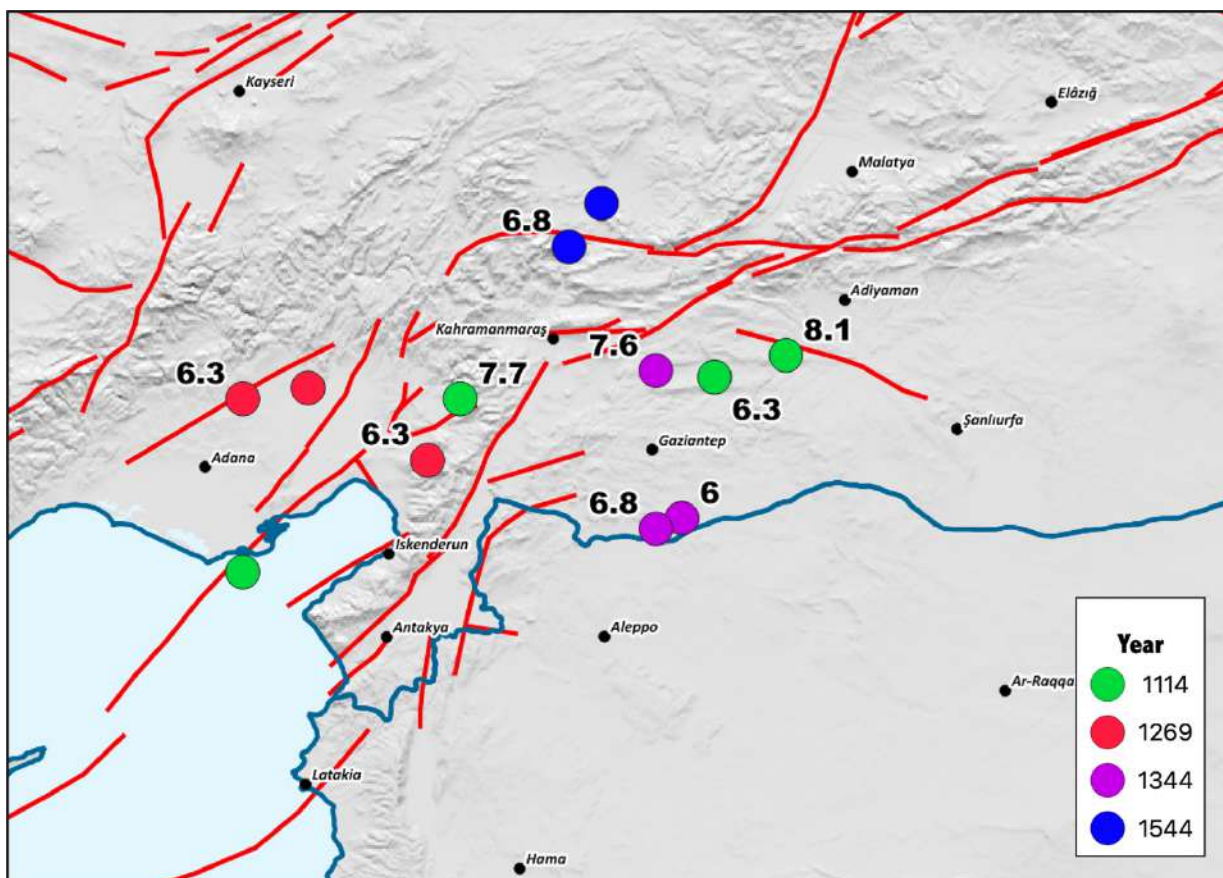 Kayseri
Elâzığ
Malatya
6.8
Adiyaman
Kahramanmaraş
8.1
7.6
6.3
7.7
6.3
6.3
Şanlıurfa
Gaziantep
Adana
6.8
6
Iskenderun
Antakya
Aleppo
Year
1114
Ar-Raqqa
1269
Latakia
1344
1544
Hama